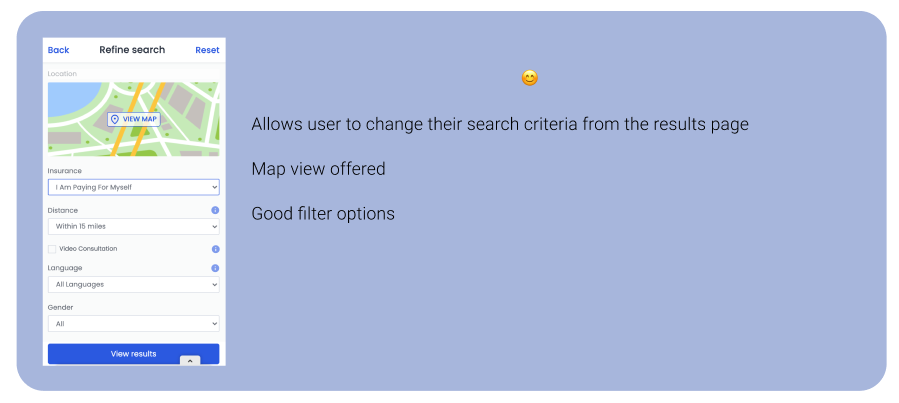 Back Refine search Reset
Location
VIEW MAP
Insurance
I Am Paying For Myself
Distance
Within 15 miles
Video Consultation
Language
All Languages
Gender
All
View results
😊
Allows user to change their search criteria from the results page
Map view offered
Good filter options